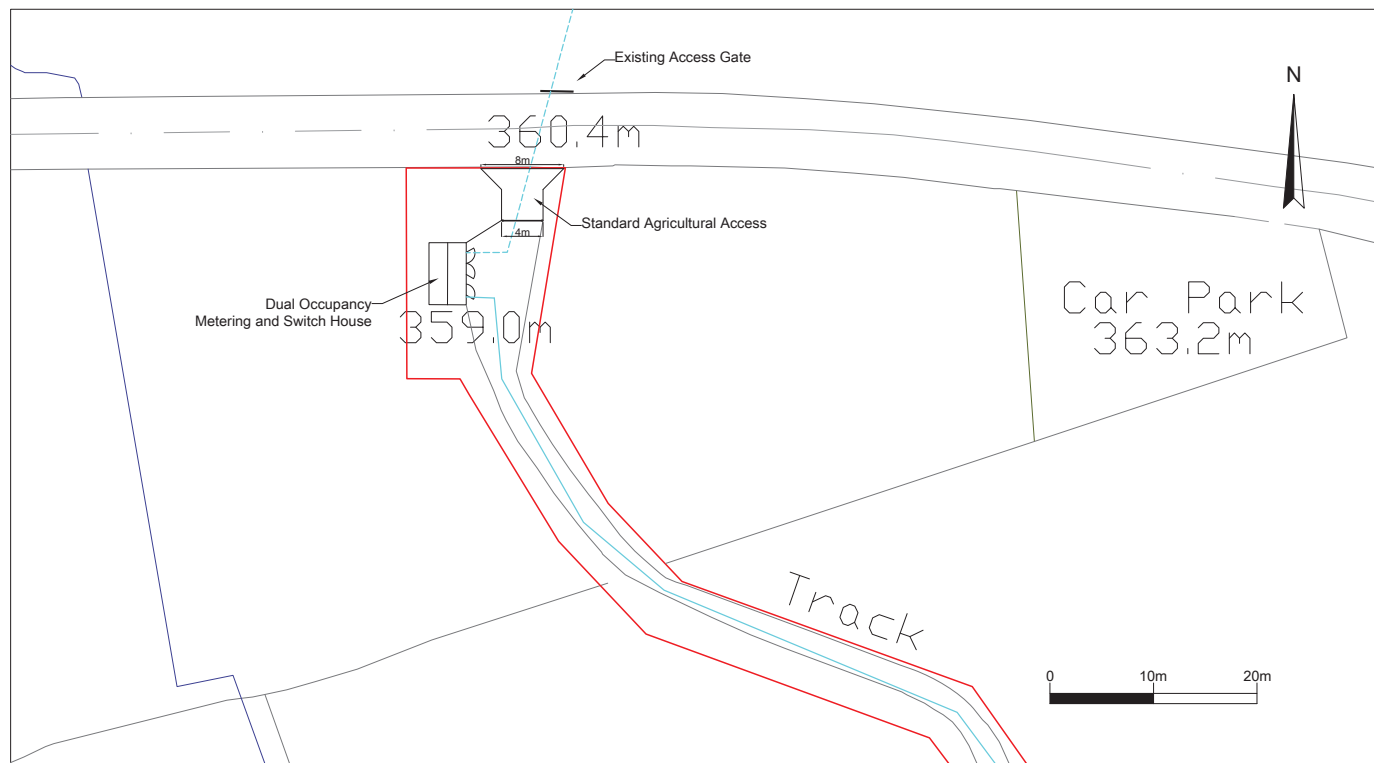 Existing Access Gate
N
360.4m
8m
Standard Agricultural Access
4m
Dual Occupancy
Metering and Switch House
359.0m
Car Park
363.2m
Track
0 10m 20m